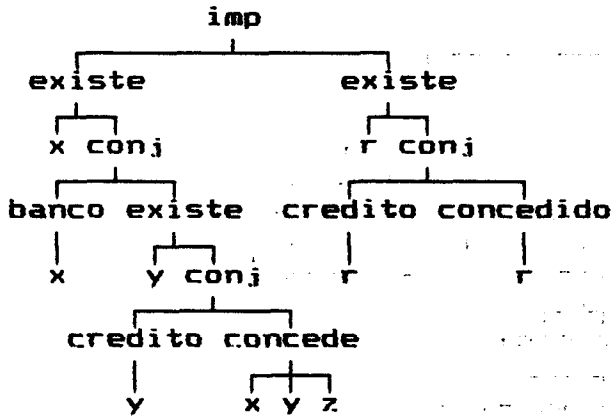 imp
existe existe
x conj r conj
banco existe credito concedido
x y conj r r
credito concede
y x y z